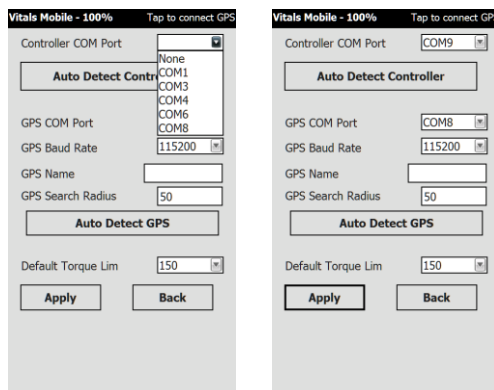 Vitals Mobile - 100% Tap to connect GPS
Controller COM Port
None
Auto Detect Contr
COM1
COM3
COM4
COM6
COM8
GPS COM Port
GPS Baud Rate 115200
GPS Name
GPS Search Radius 50
Auto Detect GPS
Default Torque Lim 150
Apply Back
Vitals Mobile - 100% Tap to connect GP
Controller COM Port COM9
Auto Detect Controller
GPS COM Port COM8
GPS Baud Rate 115200
GPS Name
GPS Search Radius 50
Auto Detect GPS
Default Torque Lim 150
Apply Back